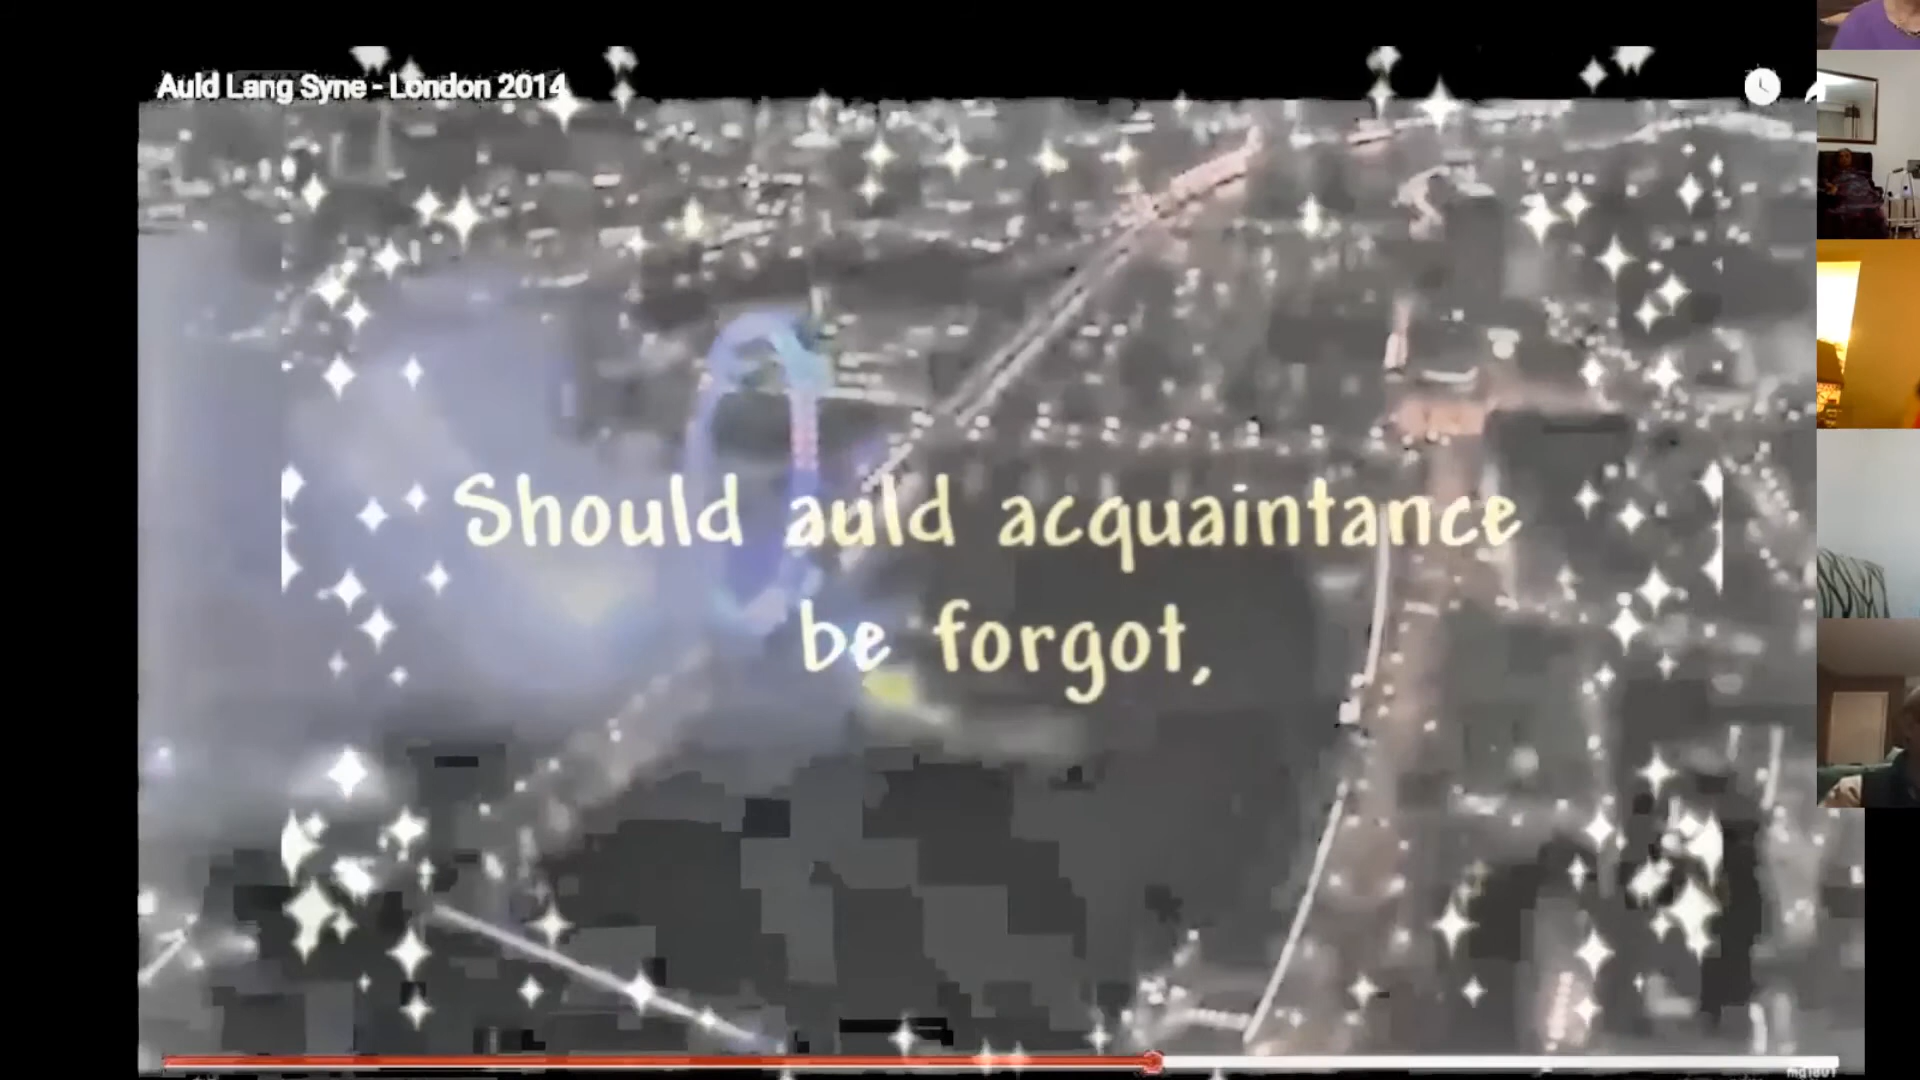 Auld Lang Syne - London 2014
Should auld acquaintance
be forgot,